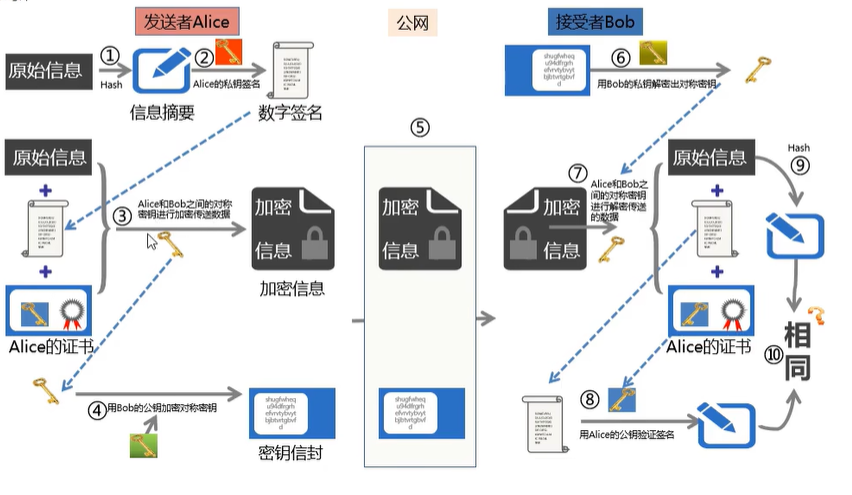 发送者Alice
公网
接受者Bob
原始信息
①
Hash
信息摘要
②
Alice的私钥签名
数字签名
⑤
shugfwheq
u94dfrgrh
efvrvtybvyt
bjbtvrtgbvf
d
⑥
用Bob的私钥解密出对称密钥
原始信息
+
+
Alice的证书
③
Alice和Bob之间的对称
密钥进行加密传送数据
加密
信息
加密信息
加密
信息
加密
信息
⑦
Alice和Bob之
间的对称密钥
进行解密传送
的数据
原始信息
+
+
Alice的证书
Hash
⑨
⑩
相
同
?
④
用Bob的公钥加密对称密钥
shugfwheq
u94dfrgrh
efvrvtybvyt
bjbtvrtgbvf
d
密钥信封
shugfwheq
u94dfrgrh
efvrvtybvyt
bjbtvrtgbvf
d
⑧
用Alice的公钥验证签名